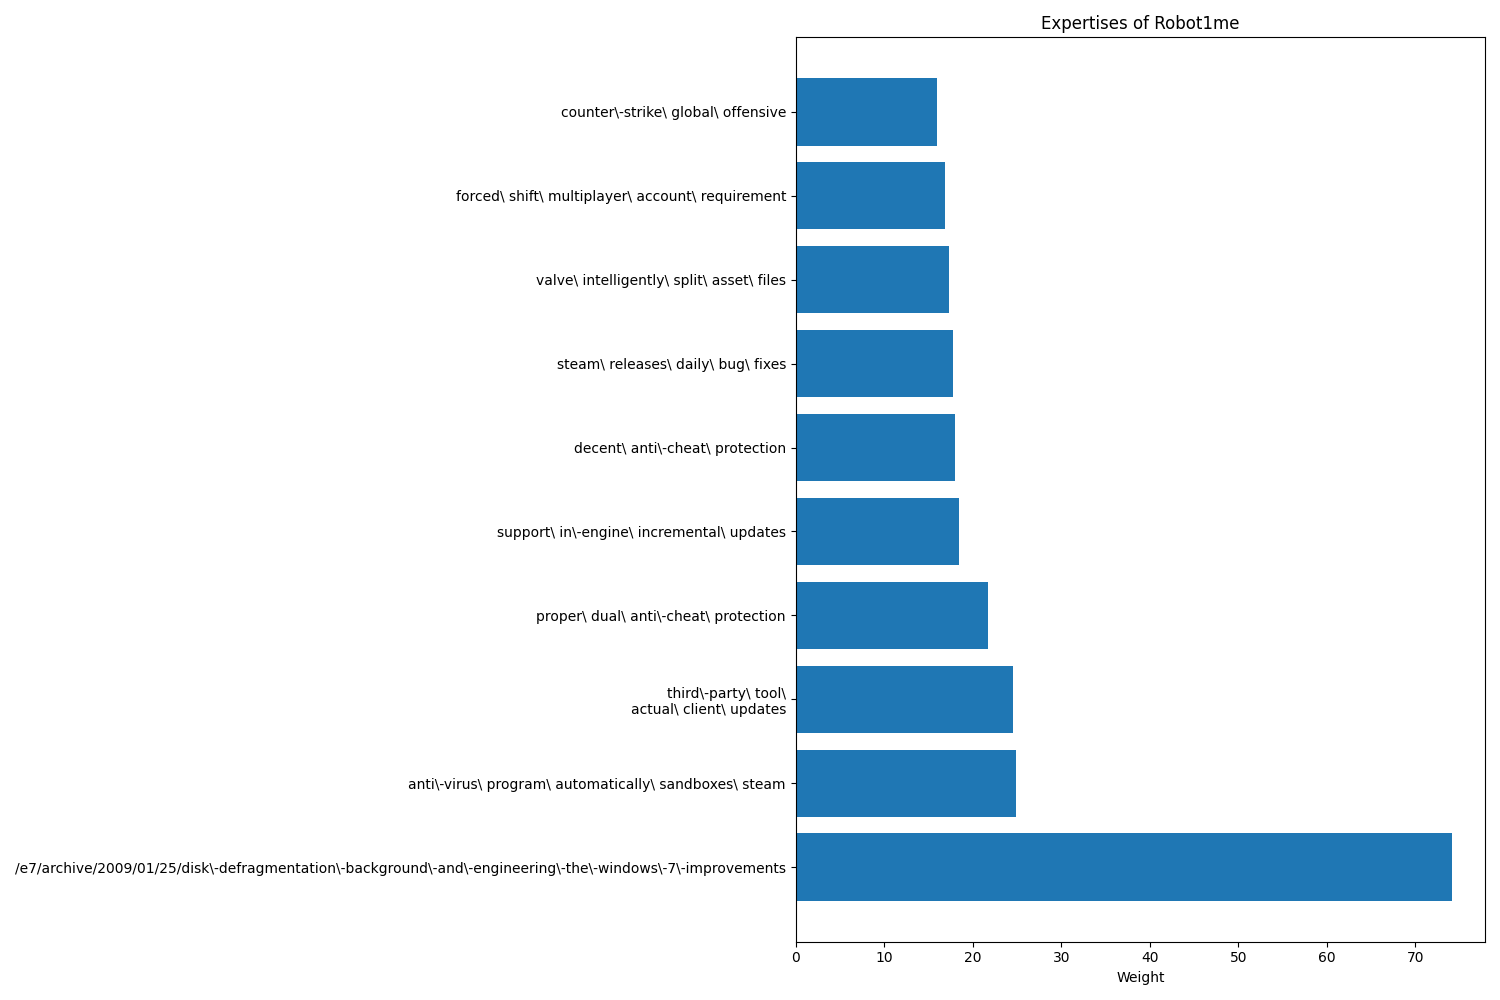 Expertises of Robot1me
counter\-strike\ global\ offensive
forced\ shift\ multiplayer\ account\ requirement
valve\ intelligently\ split\ asset\ files
steam\ releases\ daily\ bug\ fixes
decent\ anti\-cheat\ protection
support\ in\-engine\ incremental\ updates
proper\ dual\ anti\-cheat\ protection
third\-party\ tool\
actual\ client\ updates
anti\-virus\ program\ automatically\ sandboxes\ steam
/e7/archive/2009/01/25/disk\-defragmentation\-background\-and\-engineering\-the\-windows\-7\-improvements
0 10 20 30 40 50 60 70
Weight